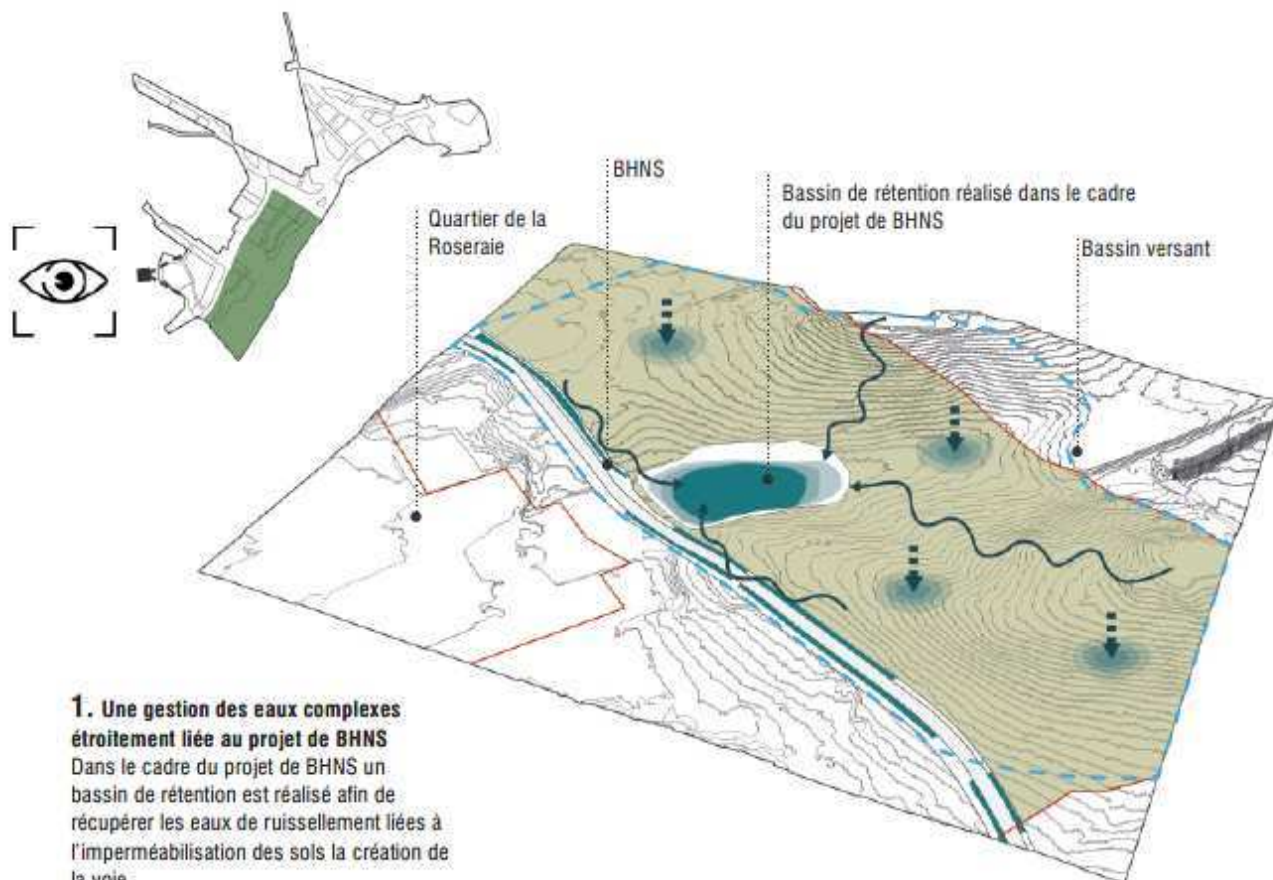 BHNS
Bassin de rétention réalisé dans le cadre
du projet de BHNS
Quartier de la
Roseraie
Bassin versant
1. Une gestion des eaux complexes
étroitement liée au projet de BHNS
Dans le cadre du projet de BHNS un
bassin de rétention est réalisé afin de
récupérer les eaux de ruissellement liées à
l'imperméabilisation des sols la création de
la voie